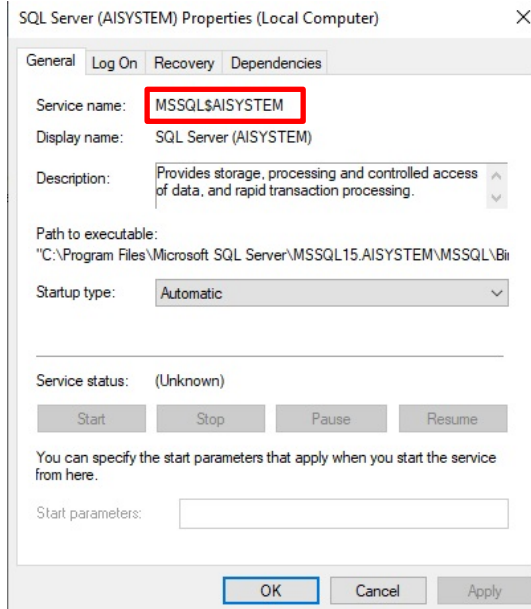 SQL Server (AISYSTEM) Properties (Local Computer)
General Log On Recovery Dependencies
Service name: MSSQL$AISYSTEM
Display name: SQL Server (AISYSTEM)
Description: Provides storage, processing and controlled access
of data, and rapid transaction processing.
Path to executable:
"C:\Program Files\Microsoft SQL Server\MSSQL15.AISYSTEM\MSSQL\Bi
Startup type: Automatic
Service status: (Unknown)
Start Stop Pause Resume
You can specify the start parameters that apply when you start the service
from here.
Start parameters:
OK Cancel Apply